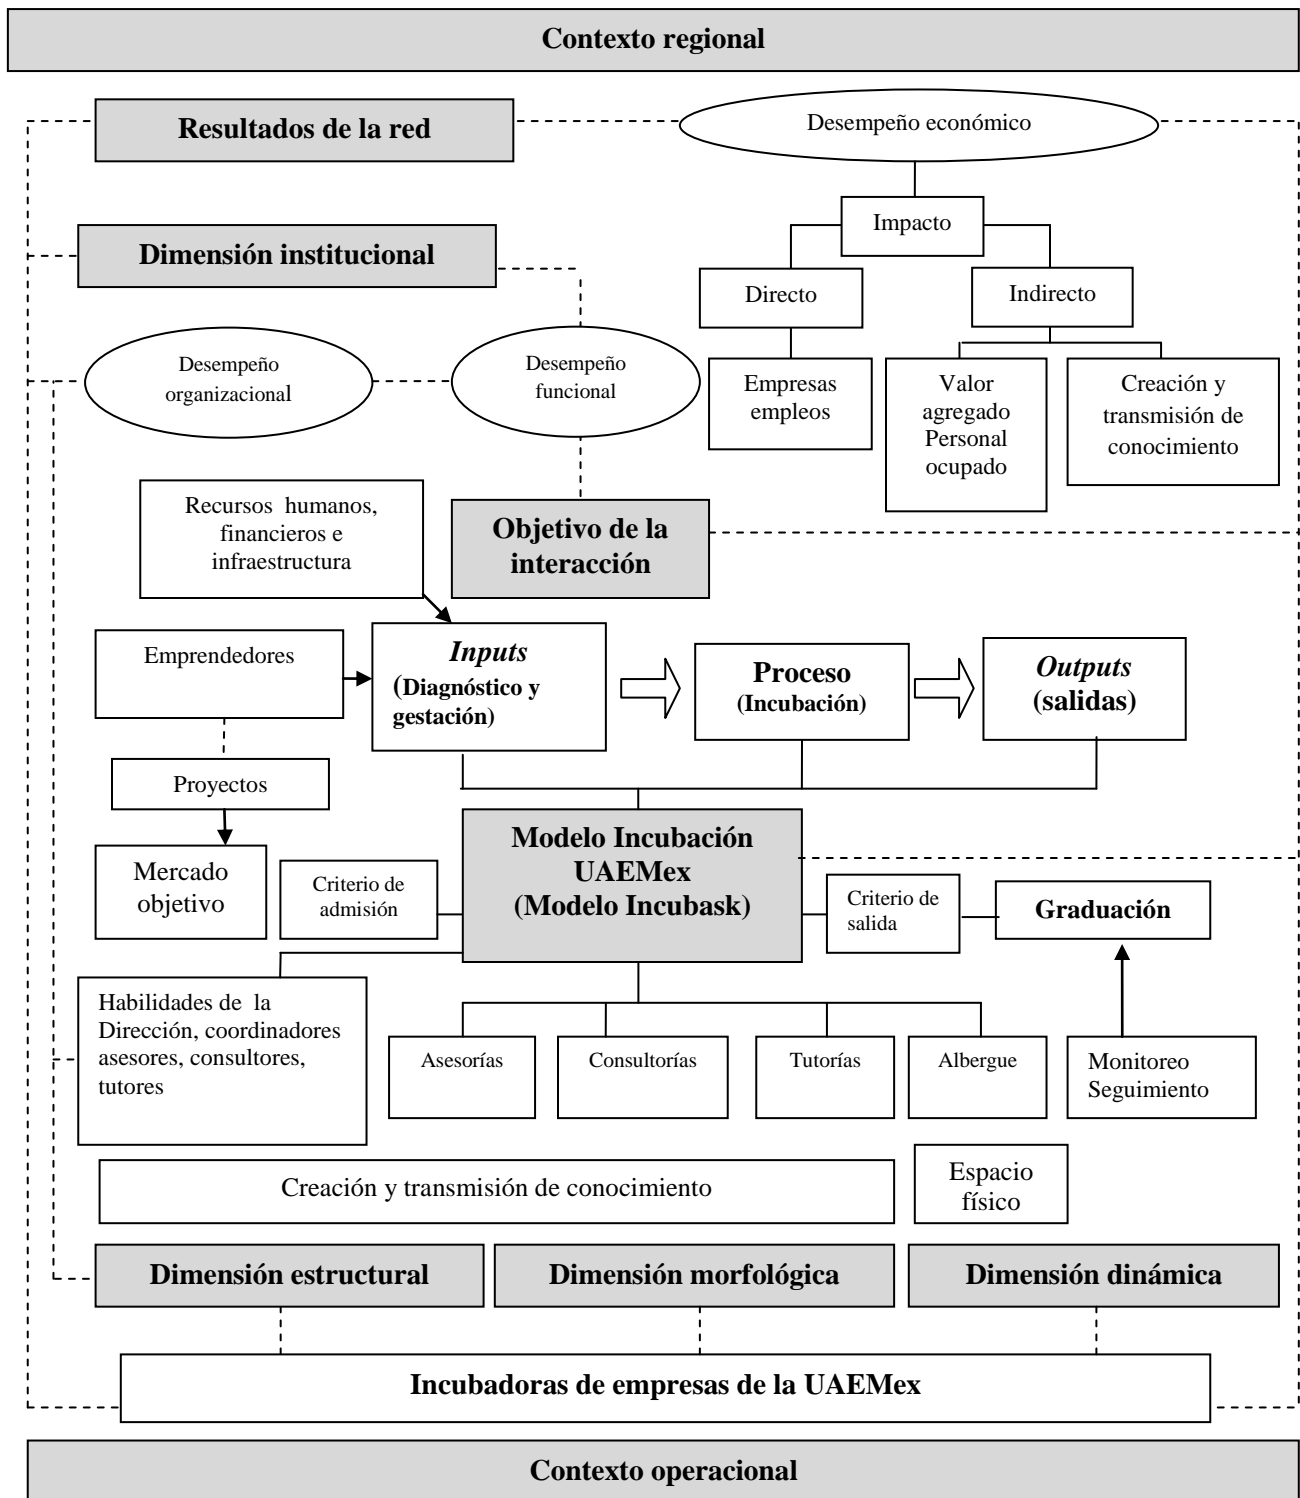 Contexto regional
Resultados de la red
Desempeño económico
Impacto
Dimensión institucional
Directo
Indirecto
Desempeño
organizacional
Desempeño
funcional
Empresas
empleos
Valor
agregado
Personal
ocupado
Creación y
transmisión de
conocimiento
Recursos humanos,
financieros e
infraestructura
Objetivo de la
interacción
Emprendedores
Inputs
(Diagnóstico y
gestación)
Proceso
(Incubación)
Outputs
(salidas)
Proyectos
Mercado
objetivo
Criterio de
admisión
Modelo Incubación
UAEMex
(Modelo Incubask)
Criterio de
salida
Graduación
Habilidades de la
Dirección, coordinadores
asesores, consultores,
tutores
Asesorías
Consultorías
Tutorías
Albergue
Monitoreo
Seguimiento
Creación y transmisión de conocimiento
Espacio
físico
Dimensión estructural
Dimensión morfológica
Dimensión dinámica
Incubadoras de empresas de la UAEMex
Contexto operacional